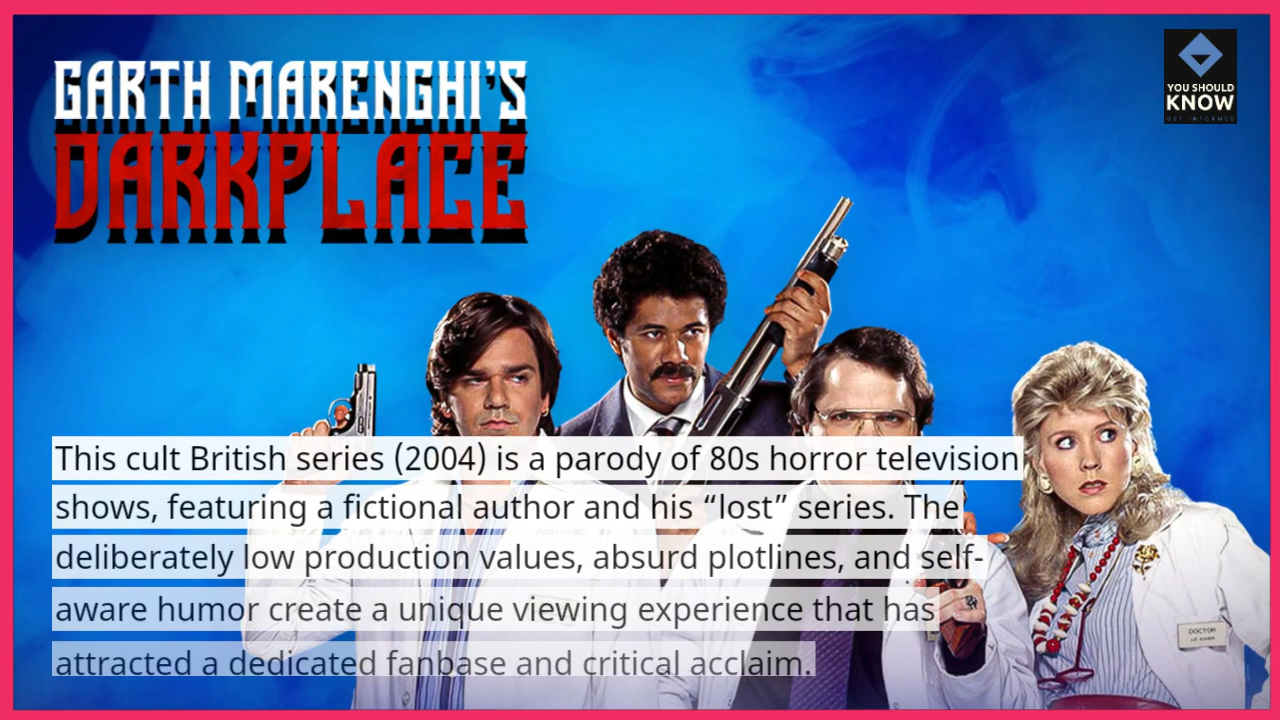 GARTH MARENGHI'S
DARKPLACE
YOU SHOULD
KNOW
GET INFORMED
This cult British series (2004) is a parody of 80s horror television
shows, featuring a fictional author and his “lost” series. The
deliberately low production values, absurd plotlines, and self-
aware humor create a unique viewing experience that has
attracted a dedicated fanbase and critical acclaim.
DOCTOR